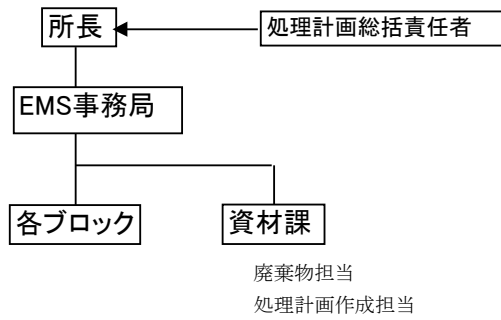 所長
処理計画総括責任者
EMS事務局
各ブロック
資材課
廃棄物担当
処理計画作成担当